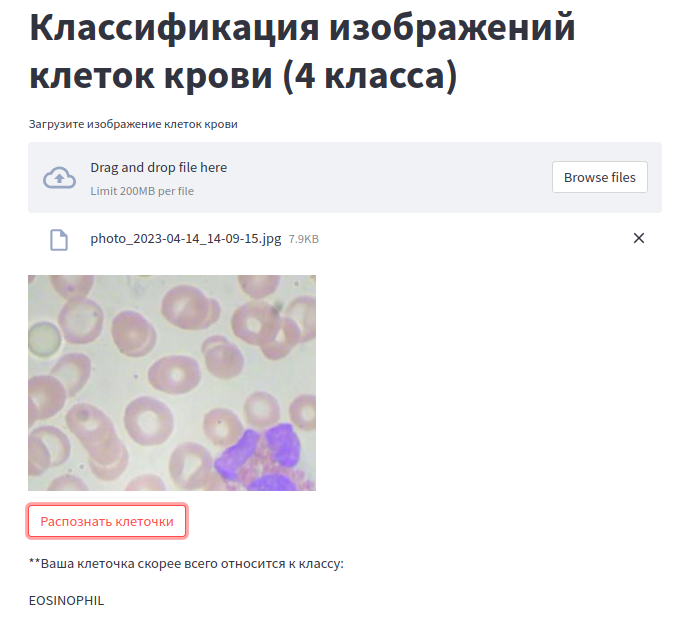 Классификация изображений
клеток крови (4 класса)
Загрузите изображение клеток крови
Drag and drop file here
Limit 200MB per file
Browse files
photo_2023-04-14_14-09-15.jpg 7.9KB
Распознать клеточки
**Ваша клеточка скорее всего относится к классу:
EOSINOPHIL